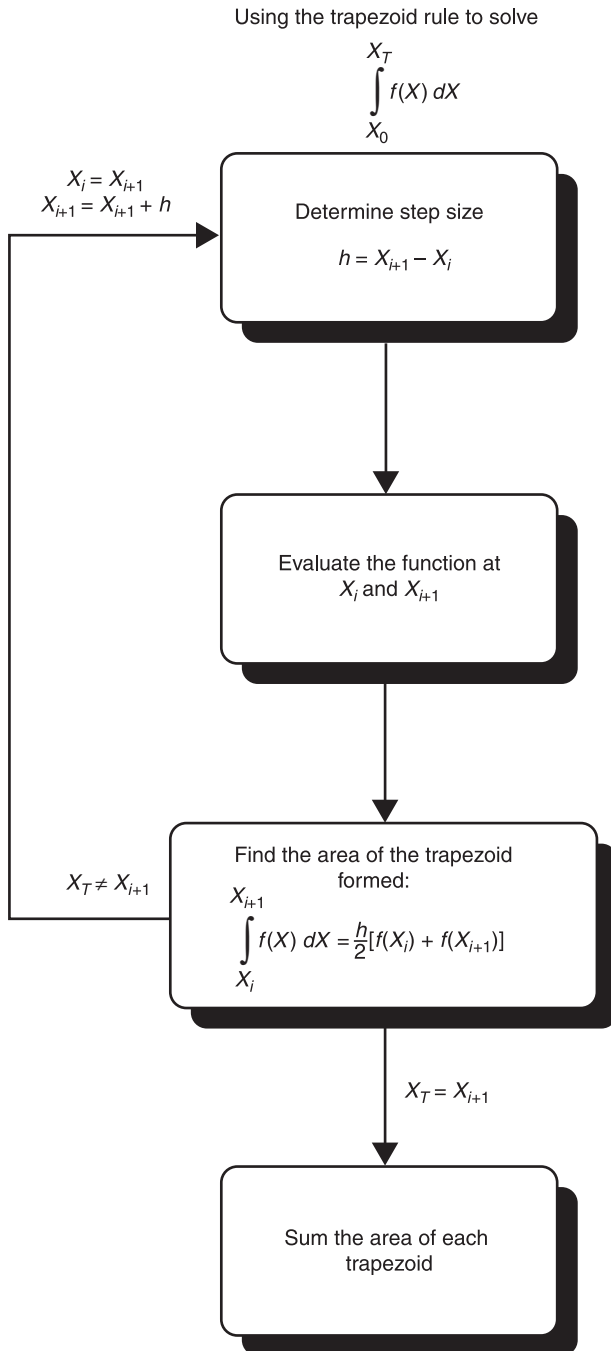 Using the trapezoid rule to solve
X_T
∫ f(X) dX
X_0
X_i = X_{i+1}
X_{i+1} = X_{i+1} + h
Determine step size
h = X_{i+1} − X_i
Evaluate the function at
X_i and X_{i+1}
Find the area of the trapezoid
formed:
X_{i+1}
∫ f(X) dX = h/2 [f(X_i) + f(X_{i+1})]
X_i
X_T ≠ X_{i+1}
X_T = X_{i+1}
Sum the area of each
trapezoid